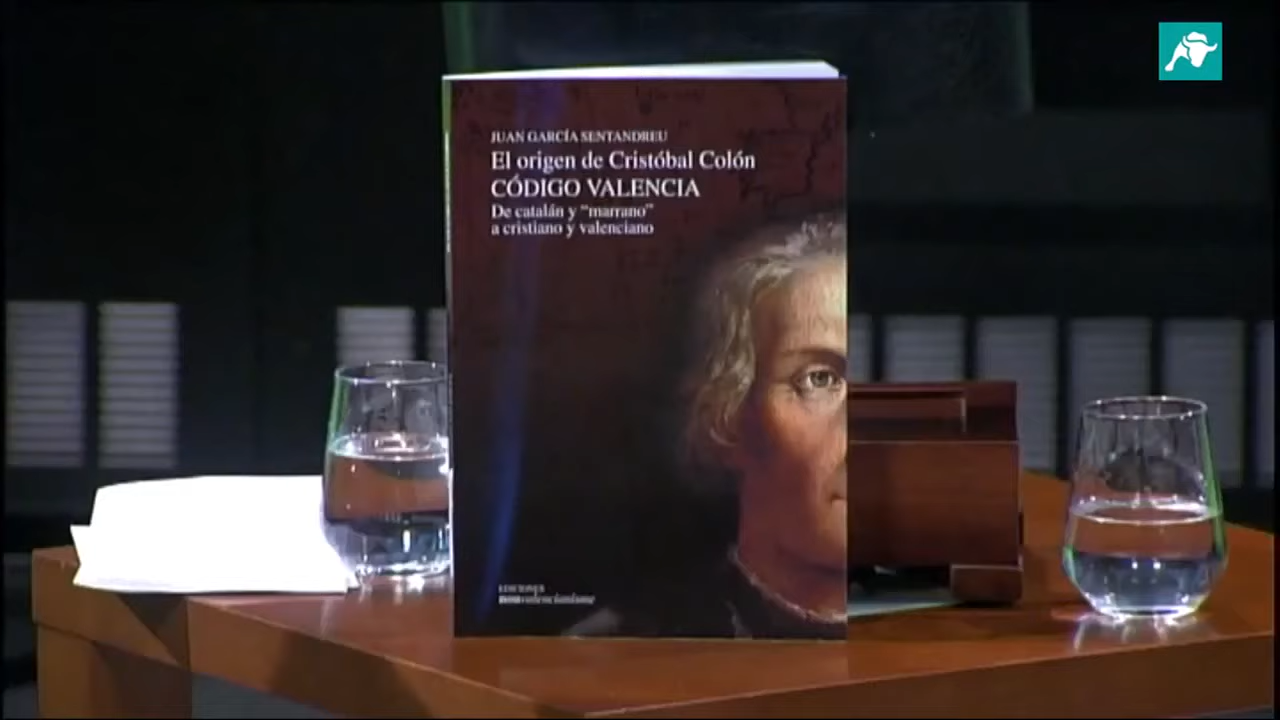 JUAN GARCÍA SENTANDREU
El origen de Cristóbal Colón
CÓDIGO VALENCIA
De catalán y “marrano”
a cristiano y valenciano
EDICIONES